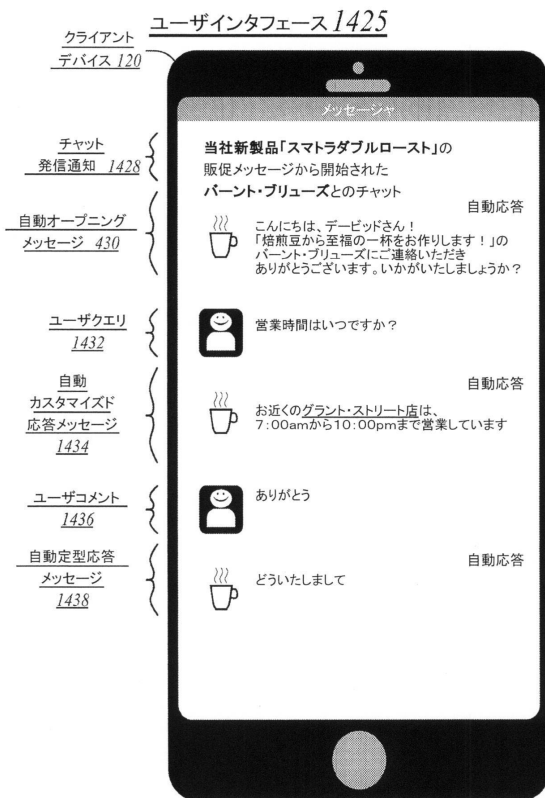 ユーザインタフェース 1425
クライアント
デバイス 120
メッセージャ
チャット
発信通知 1428
当社新製品「スマトラダブルロースト」の
販促メッセージから開始された
バーント・ブリューズとのチャット
自動オープニング
メッセージ 430
自動応答
こんにちは、デービッドさん！
「焙煎豆から至福の一杯をお作りします！」の
バーント・ブリューズにご連絡いただき
ありがとうございます。いかがいたしましょうか？
ユーザクエリ
1432
営業時間はいつですか？
自動
カスタマイズド
応答メッセージ
1434
自動応答
お近くのグラント・ストリート店は、
7:00amから10:00pmまで営業しています
ユーザコメント
1436
ありがとう
自動定型応答
メッセージ
1438
自動応答
どういたしまして